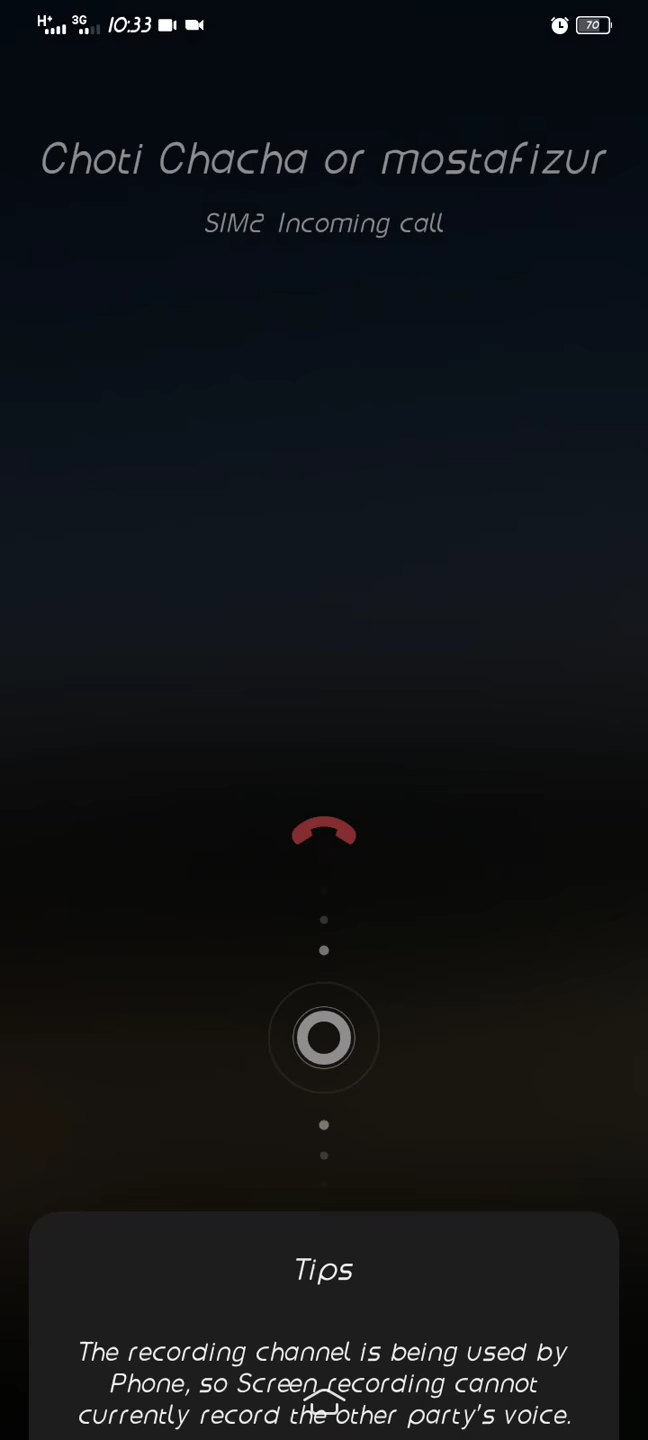 H+ 3G 10:33 70
Choti Chacha or mostafizur
SIM2 Incoming call
Tips
The recording channel is being used by
Phone, so Screen recording cannot
currently record the other party's voice.